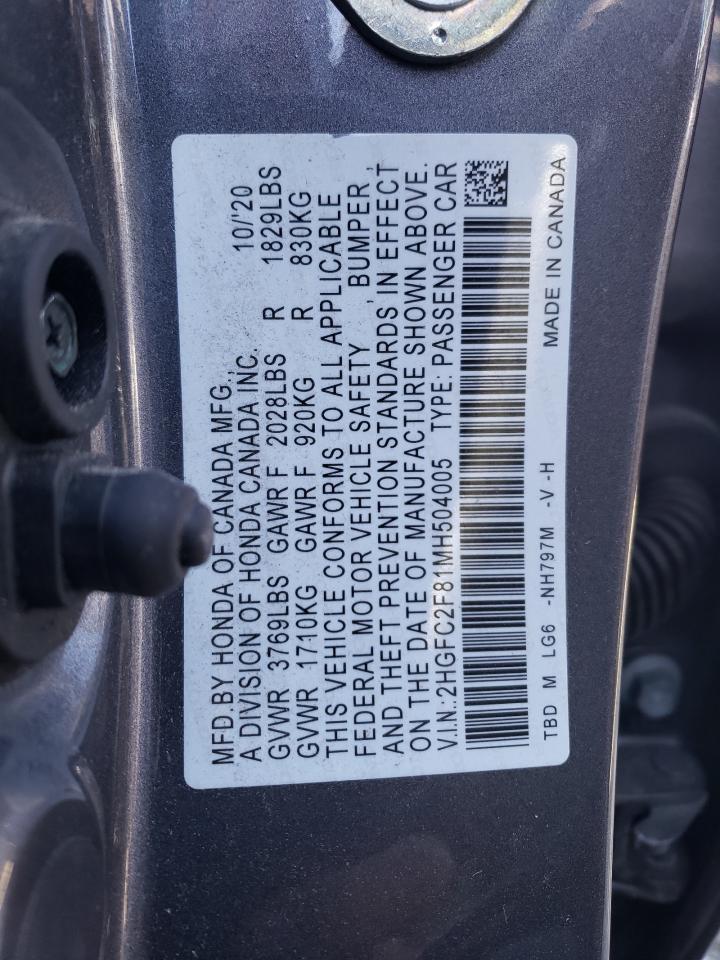 MFD.BY HONDA OF CANADA MFG., 10/'20
A DIVISION OF HONDA CANADA INC.
GVWR 3769LBS GAWR F 2028LBS R 1829LBS
GVWR 1710KG GAWR F 920KG R 830KG
THIS VEHICLE CONFORMS TO ALL APPLICABLE
FEDERAL MOTOR VEHICLE SAFETY, BUMPER,
AND THEFT PREVENTION STANDARDS IN EFFECT
ON THE DATE OF MANUFACTURE SHOWN ABOVE.
V.I.N.:2HGFC2F81MH504005 TYPE: PASSENGER CAR
TBD M LG6 -NH797M -V -H MADE IN CANADA